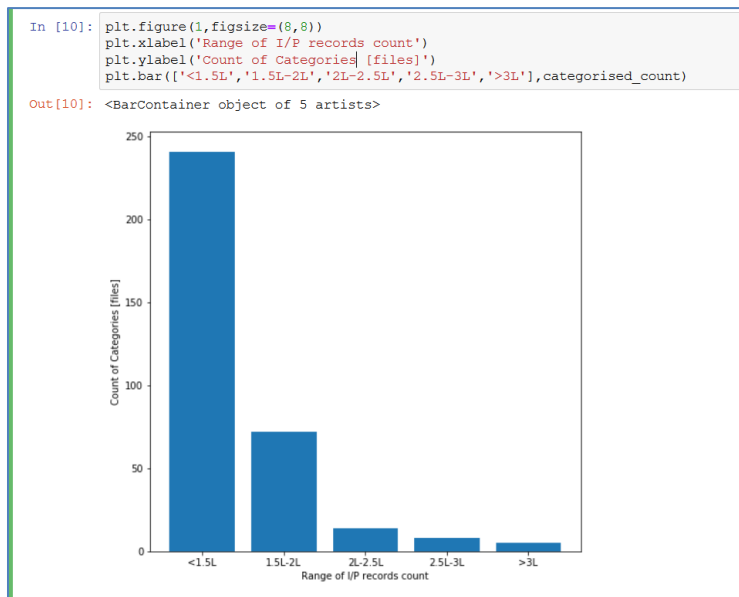 In [10]: plt.figure(1,figsize=(8,8))
plt.xlabel('Range of I/P records count')
plt.ylabel('Count of Categories [files]')
plt.bar(['<1.5L','1.5L-2L','2L-2.5L','2.5L-3L','>3L'],categorised_count)
Out[10]: <BarContainer object of 5 artists>
250
200
150
100
50
0
Count of Categories [files]
<1.5L 1.5L-2L 2L-2.5L 2.5L-3L >3L
Range of I/P records count